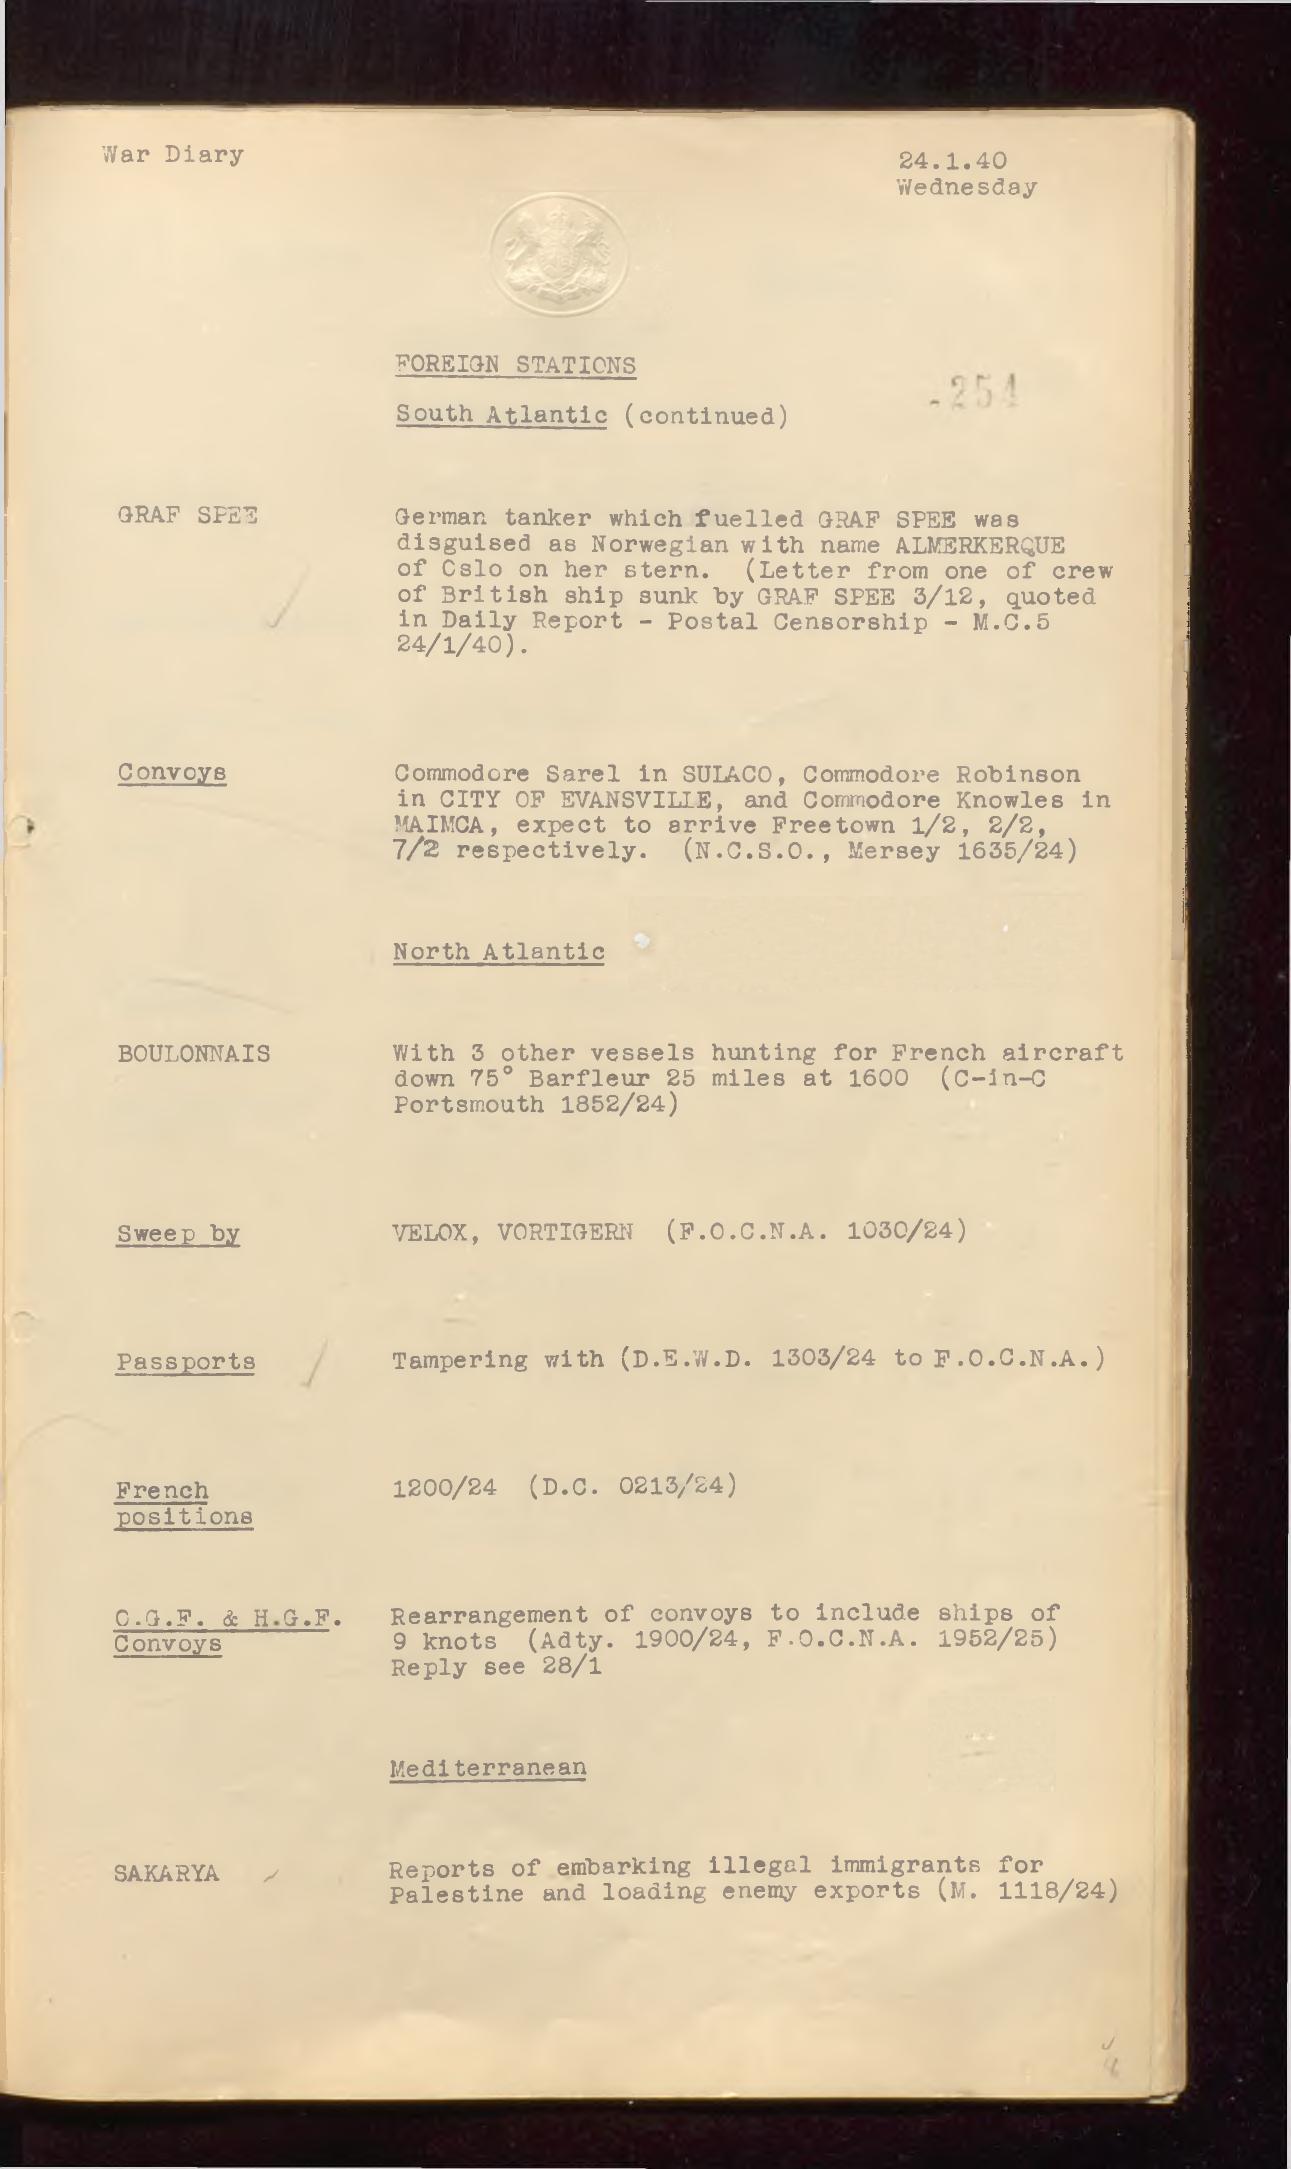 War Diary
24.1.40
Wednesday
FOREIGN STATIONS
254
South Atlantic (continued)
GRAF SPEE
German tanker which fuelled GRAF SPEE was
disguised as Norwegian with name ALMERKERQUE
of Oslo on her stern. (Letter from one of crew
of British ship sunk by GRAF SPEE 3/12, quoted
in Daily Report - Postal Censorship - M.C.5
24/1/40).
Convoys
Commodore Sarel in SULACO, Commodore Robinson
in CITY OF EVANSVILLE, and Commodore Knowles in
MAIMCA, expect to arrive Freetown 1/2, 2/2,
7/2 respectively. (N.C.S.O., Mersey 1635/24)
North Atlantic
BOULONNAIS
With 3 other vessels hunting for French aircraft
down 75° Barfleur 25 miles at 1600 (C-in-C
Portsmouth 1852/24)
Sweep by
VELOX, VORTIGERN (F.O.C.N.A. 1030/24)
Passports
Tampering with (D.E.W.D. 1303/24 to F.O.C.N.A.)
French
positions
1200/24 (D.C. 0213/24)
O.G.F. & H.G.F.
Convoys
Rearrangement of convoys to include ships of
9 knots (Adty. 1900/24, F.O.C.N.A. 1952/25)
Reply see 28/1
Mediterranean
SAKARYA
Reports of embarking illegal immigrants for
Palestine and loading enemy exports (M. 1118/24)